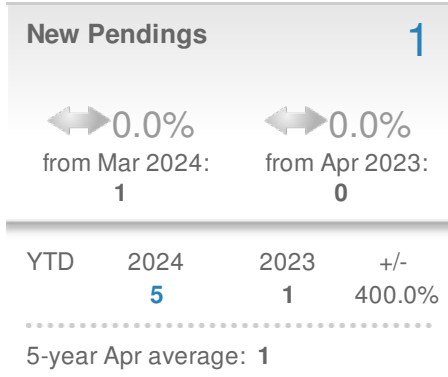 New Pendings 1
0.0% 0.0%
from Mar 2024: from Apr 2023:
1 0
YTD 2024 2023 +/-
5 1 400.0%
5-year Apr average: 1